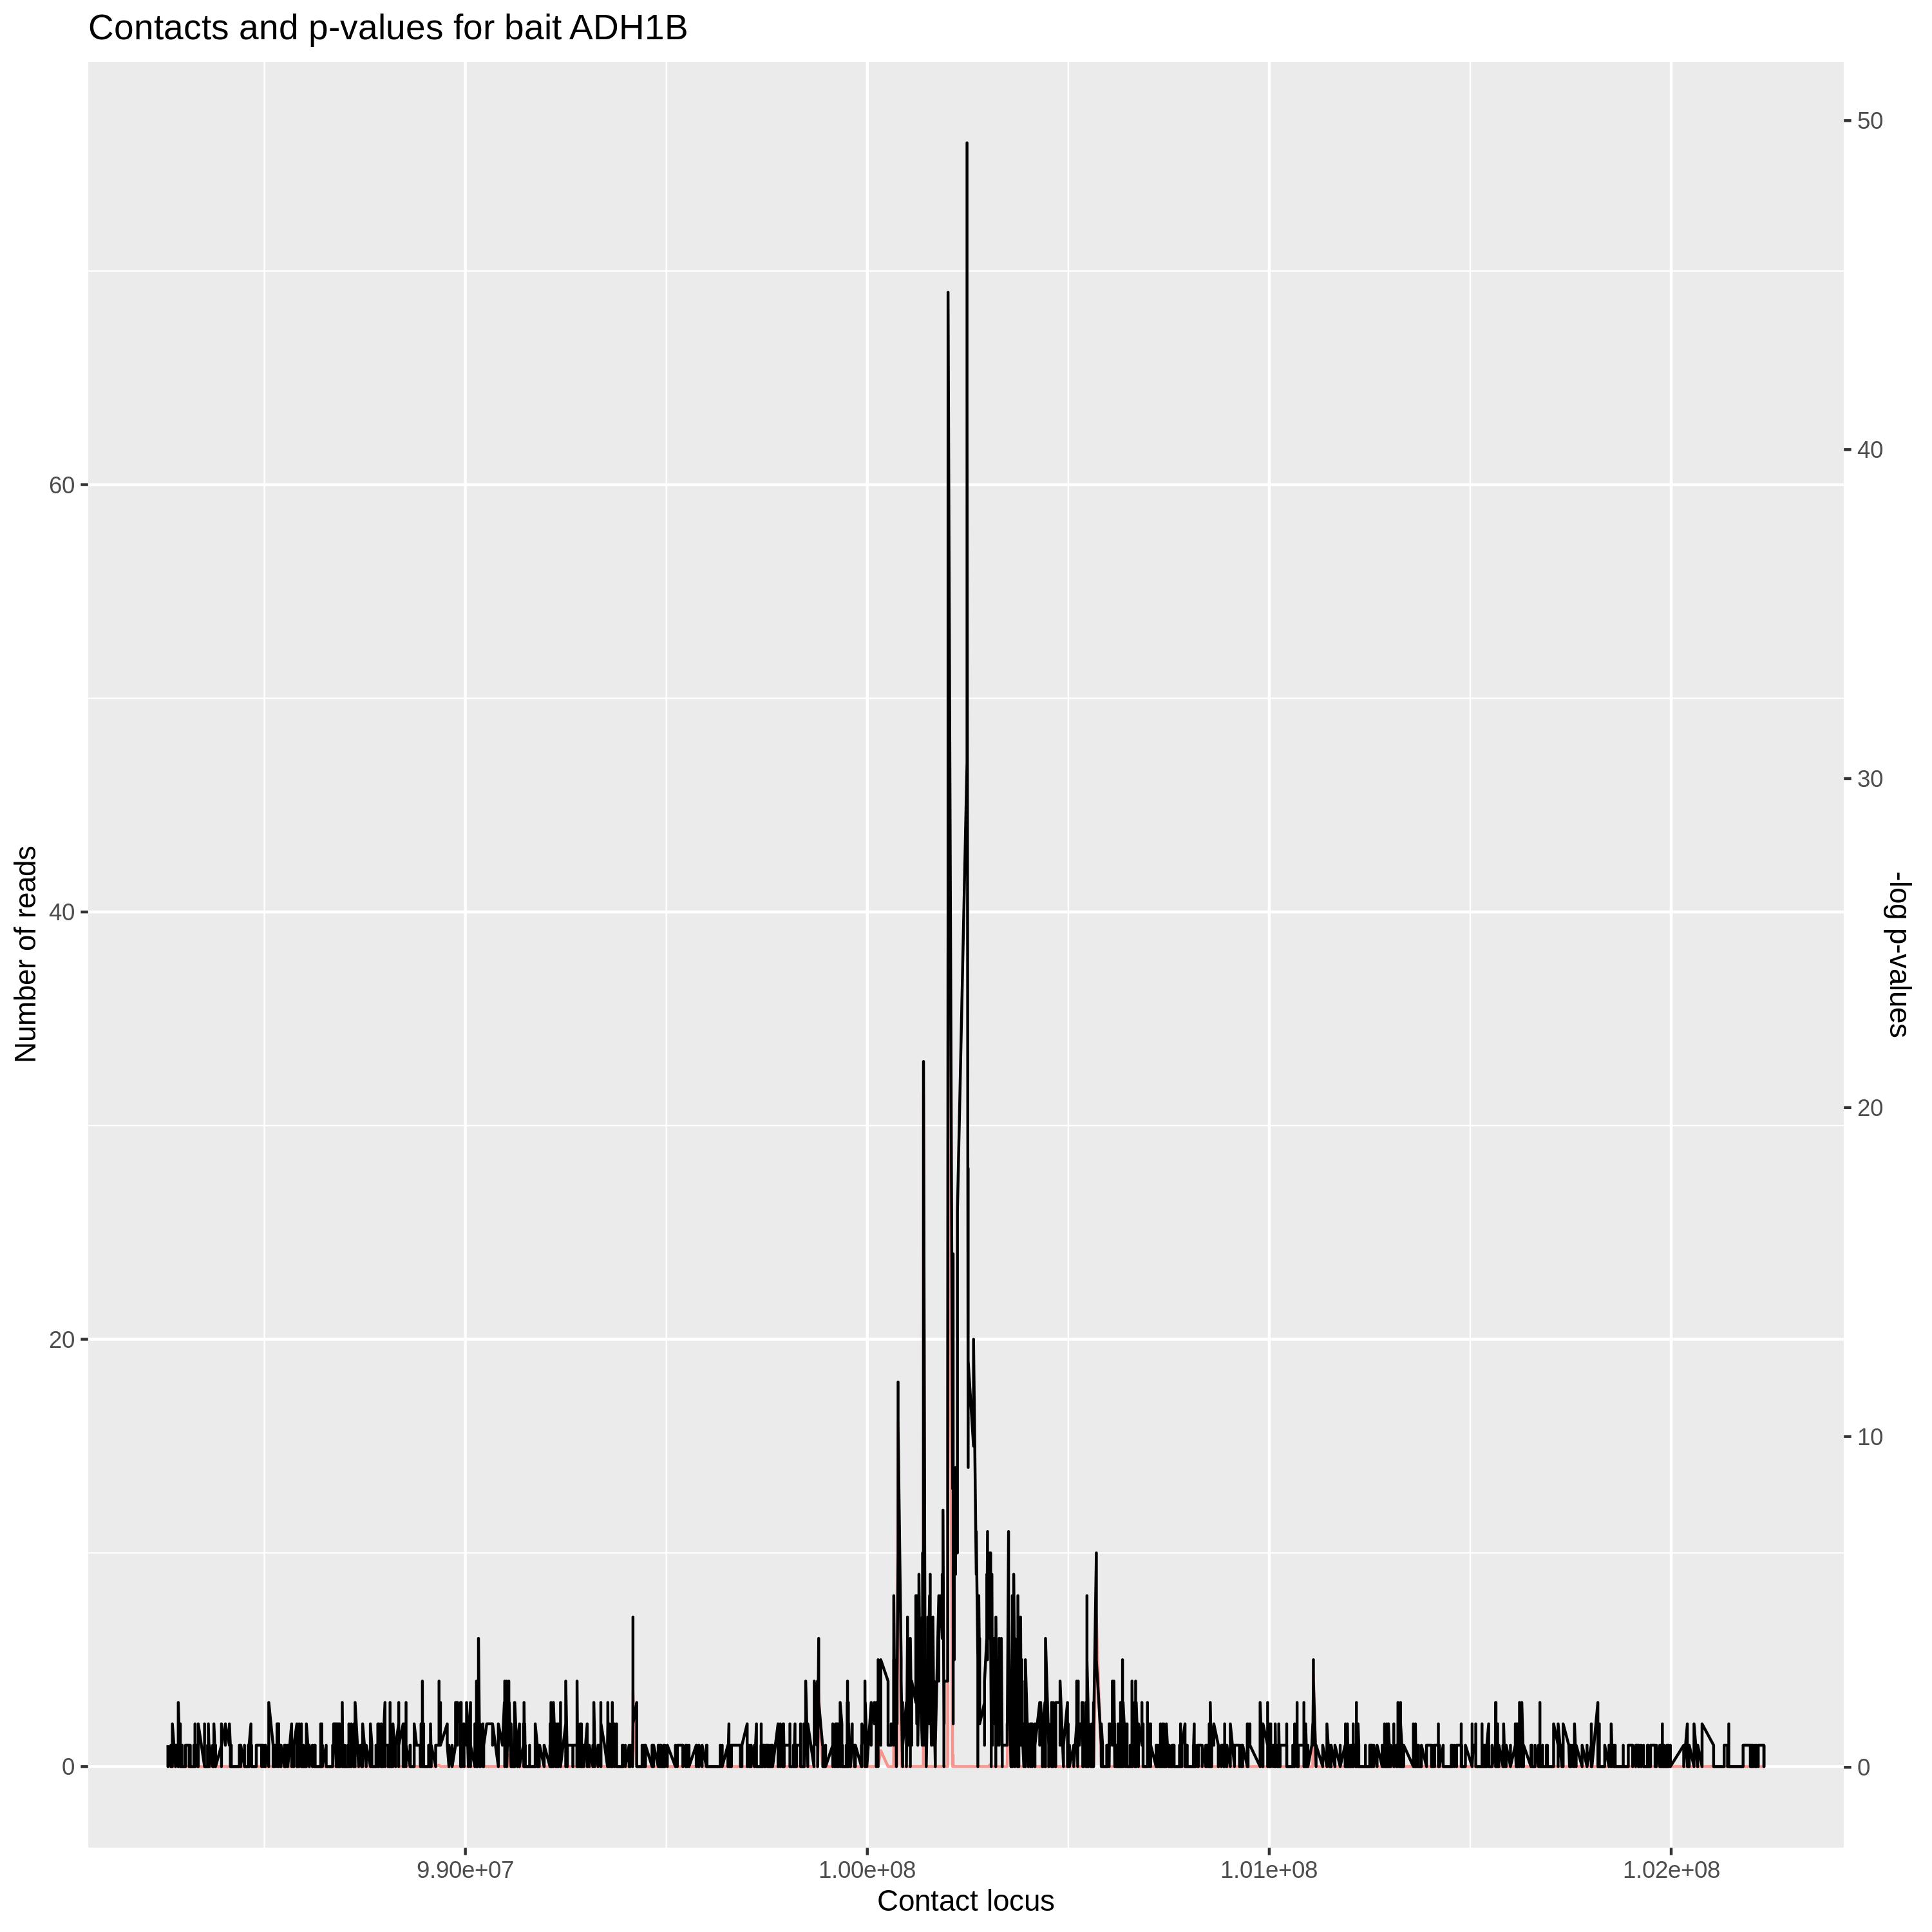 Contacts and p-values for bait ADH1B
Number of reads
60
40
20
0
50
40
30
20
10
0
-log p-values
9.90e+07
1.00e+08
1.01e+08
1.02e+08
Contact locus